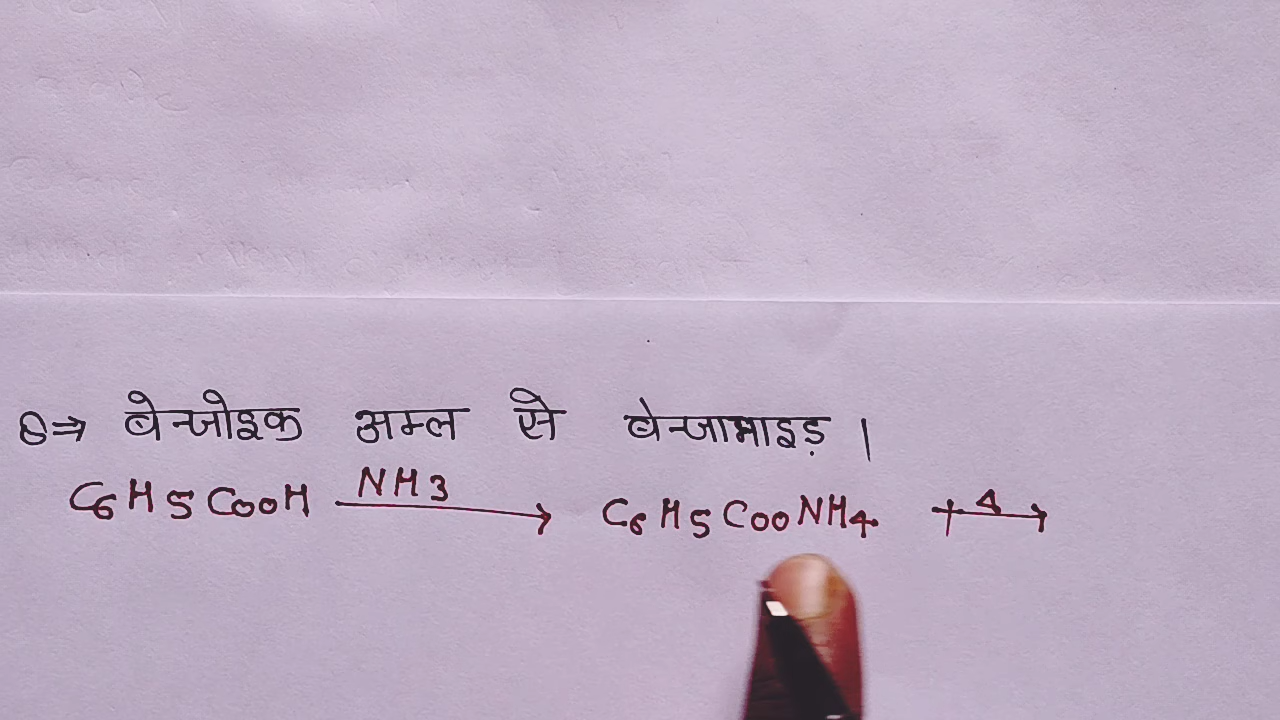 Q⇒ बेन्जोइक अम्ल से बेन्जामाइड़ ।
C6H5COOH —NH3→ C6H5COONH4 +—Δ→